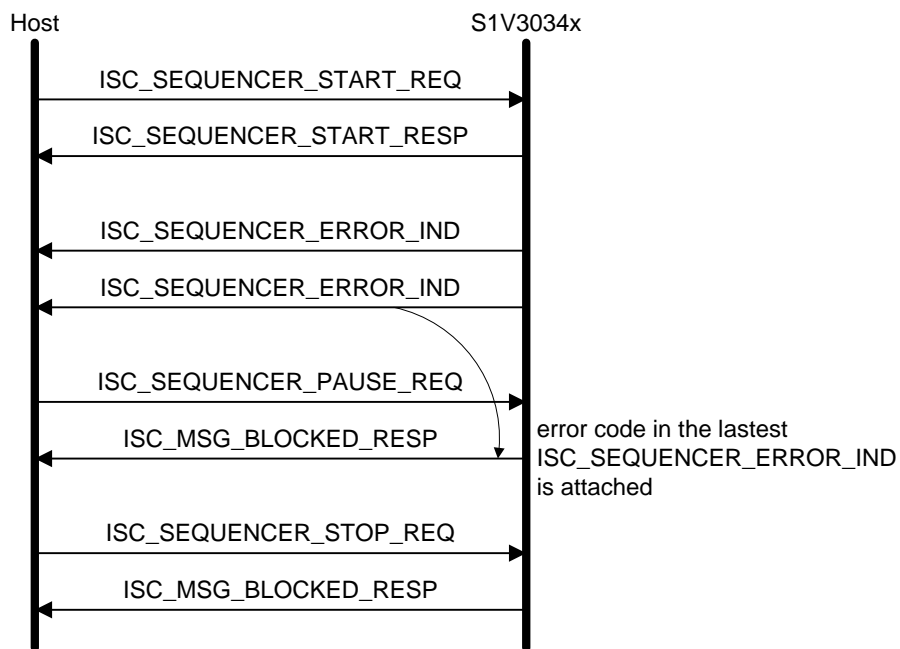 Host
S1V3034x
ISC_SEQUENCER_START_REQ
ISC_SEQUENCER_START_RESP
ISC_SEQUENCER_ERROR_IND
ISC_SEQUENCER_ERROR_IND
ISC_SEQUENCER_PAUSE_REQ
ISC_MSG_BLOCKED_RESP
error code in the lastest
ISC_SEQUENCER_ERROR_IND
is attached
ISC_SEQUENCER_STOP_REQ
ISC_MSG_BLOCKED_RESP